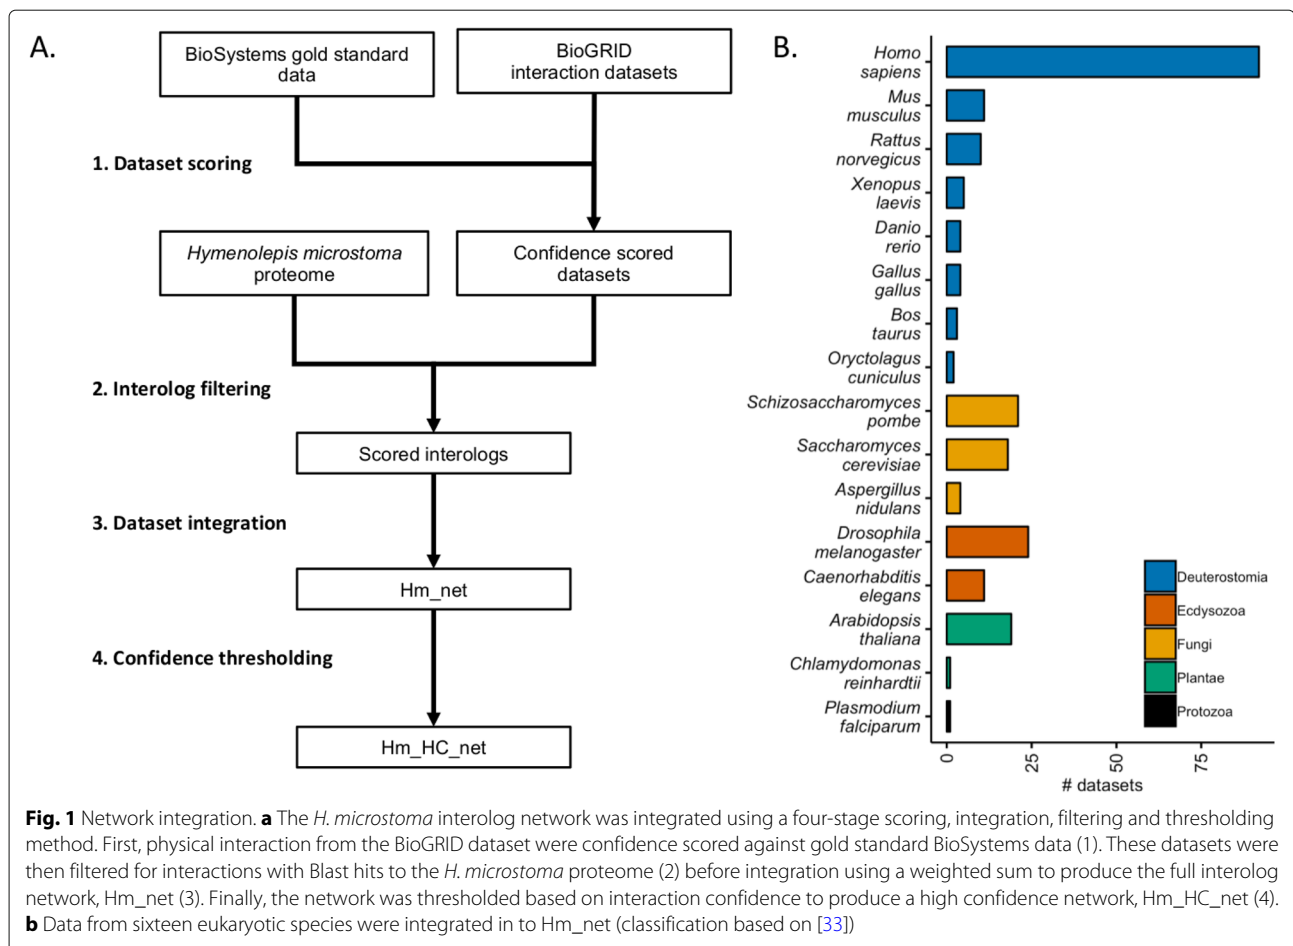 A.
BioSystems gold standard
data
BioGRID
interaction datasets
1. Dataset scoring
Hymenolepis microstoma
proteome
Confidence scored
datasets
2. Interolog filtering
Scored interologs
3. Dataset integration
Hm_net
4. Confidence thresholding
Hm_HC_net
B.
Homo
sapiens
Mus
musculus
Rattus
norvegicus
Xenopus
laevis
Danio
rerio
Gallus
gallus
Bos
taurus
Oryctolagus
cuniculus
Schizosaccharomyces
pombe
Saccharomyces
cerevisiae
Aspergillus
nidulans
Drosophila
melanogaster
Caenorhabditis
elegans
Arabidopsis
thaliana
Chlamydomonas
reinhardtii
Plasmodium
falciparum
Deuterostomia
Ecdysozoa
Fungi
Plantae
Protozoa
0
25
50
75
# datasets
Fig. 1 Network integration. a The H. microstoma interolog network was integrated using a four-stage scoring, integration, filtering and thresholding
method. First, physical interaction from the BioGRID dataset were confidence scored against gold standard BioSystems data (1). These datasets were
then filtered for interactions with Blast hits to the H. microstoma proteome (2) before integration using a weighted sum to produce the full interolog
network, Hm_net (3). Finally, the network was thresholded based on interaction confidence to produce a high confidence network, Hm_HC_net (4).
b Data from sixteen eukaryotic species were integrated in to Hm_net (classification based on [33])